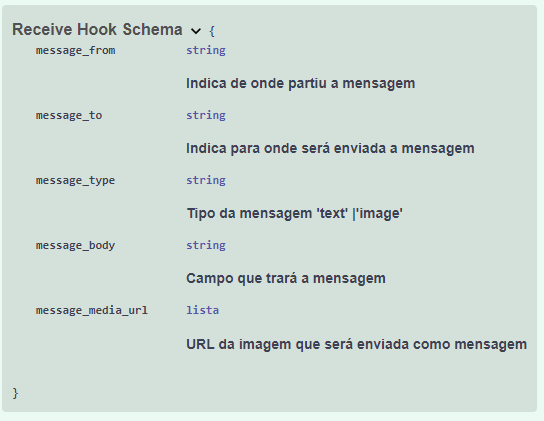 Receive Hook Schema {
message_from string
Indica de onde partiu a mensagem
message_to string
Indica para onde será enviada a mensagem
message_type string
Tipo da mensagem 'text' |'image'
message_body string
Campo que trará a mensagem
message_media_url lista
URL da imagem que será enviada como mensagem
}